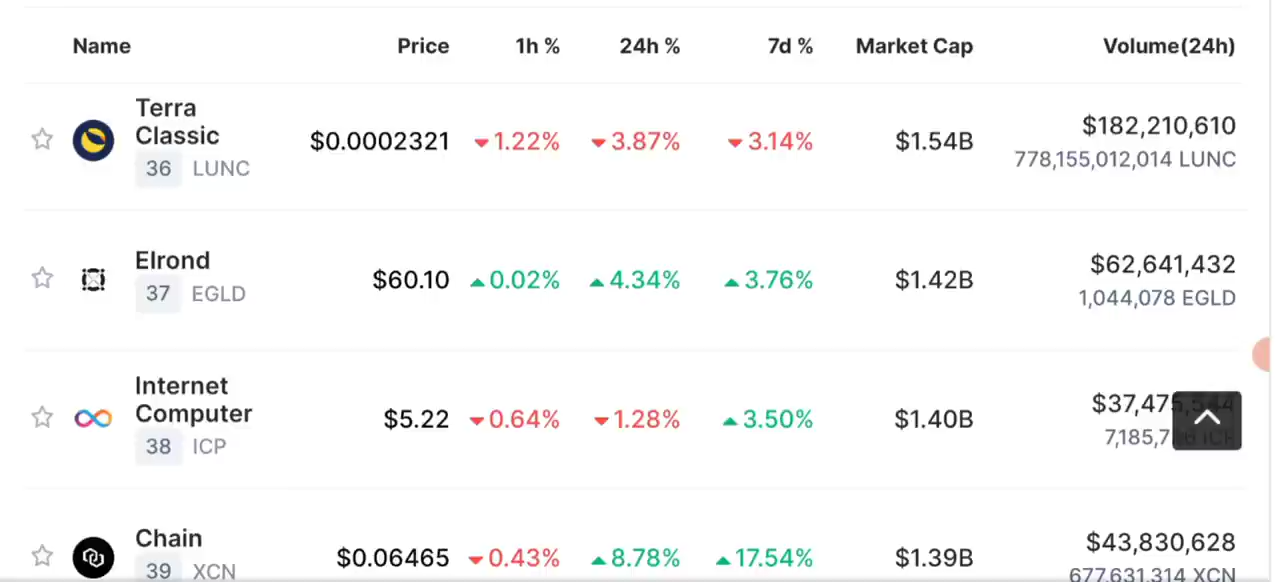 Name Price 1h % 24h % 7d % Market Cap Volume(24h)
Terra
Classic
36 LUNC
$0.0002321 1.22% 3.87% 3.14% $1.54B $182,210,610
778,155,012,014 LUNC
Elrond
37 EGLD
$60.10 0.02% 4.34% 3.76% $1.42B $62,641,432
1,044,078 EGLD
Internet
Computer
38 ICP
$5.22 0.64% 1.28% 3.50% $1.40B
Chain
39 XCN
$0.06465 0.43% 8.78% 17.54% $1.39B $43,830,628
677,631,314 XCN